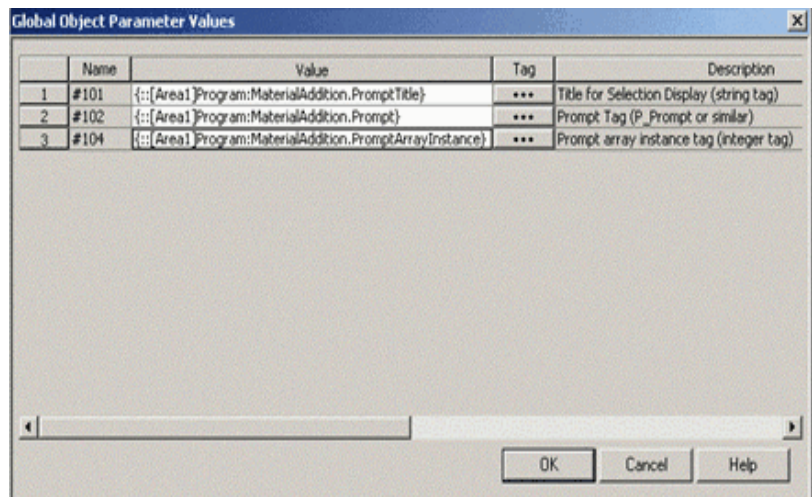 Global Object Parameter Values
Name Value Tag Description
1 #101 {::[Area1]Program:MaterialAddition.PromptTitle} ••• Title for Selection Display (string tag)
2 #102 {::[Area1]Program:MaterialAddition.Prompt} ••• Prompt Tag (P_Prompt or similar)
3 #104 {::[Area1]Program:MaterialAddition.PromptArrayInstance} ••• Prompt array instance tag (integer tag)
OK Cancel Help